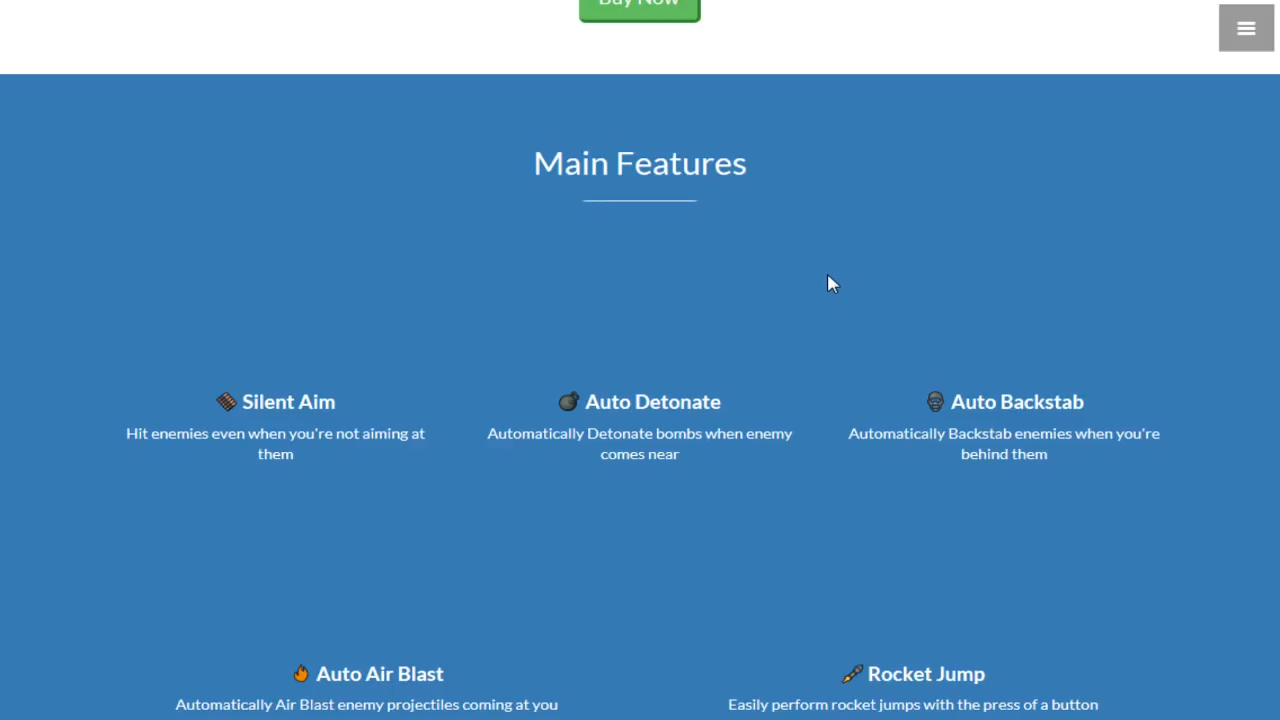 Buy Now
Main Features
Silent Aim
Hit enemies even when you're not aiming at
them
Auto Detonate
Automatically Detonate bombs when enemy
comes near
Auto Backstab
Automatically Backstab enemies when you're
behind them
Auto Air Blast
Automatically Air Blast enemy projectiles coming at you
Rocket Jump
Easily perform rocket jumps with the press of a button